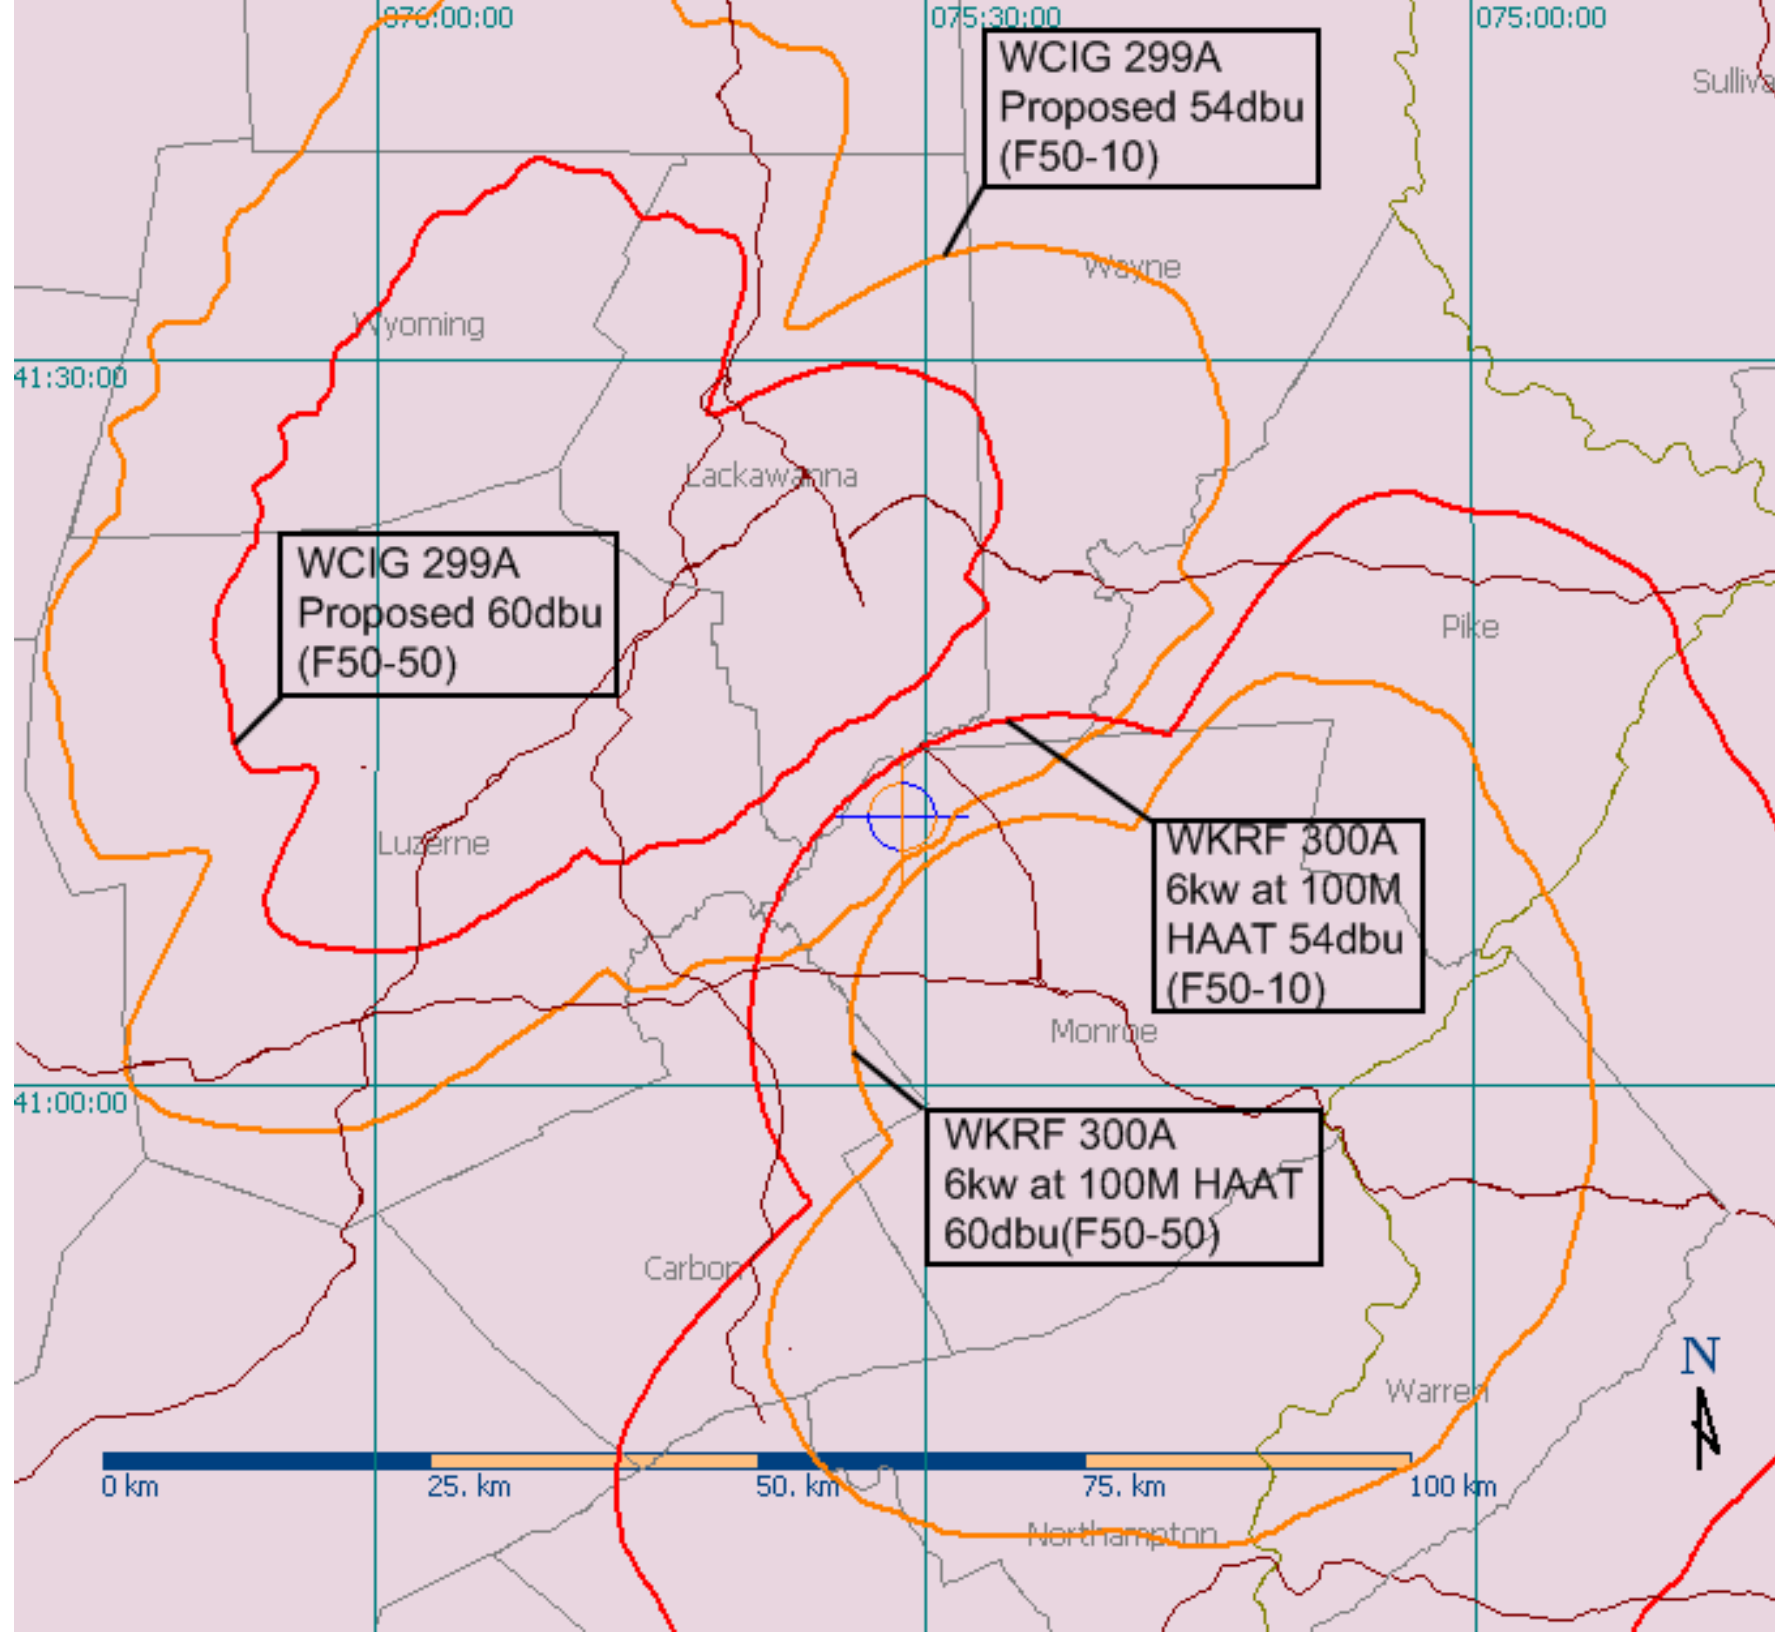 076:00:00
075:30:00
075:00:00
WCIG 299A
Proposed 54dbu
(F50-10)
Wayne
Wyoming
41:30:00
Lackawanna
WCIG 299A
Proposed 60dbu
(F50-50)
Pike
Luzerne
WKRF 300A
6kw at 100M
HAAT 54dbu
(F50-10)
Monroe
41:00:00
WKRF 300A
6kw at 100M HAAT
60dbu(F50-50)
Carbon
N
Warren
0 km 25. km 50. km 75. km 100 km
Northampton